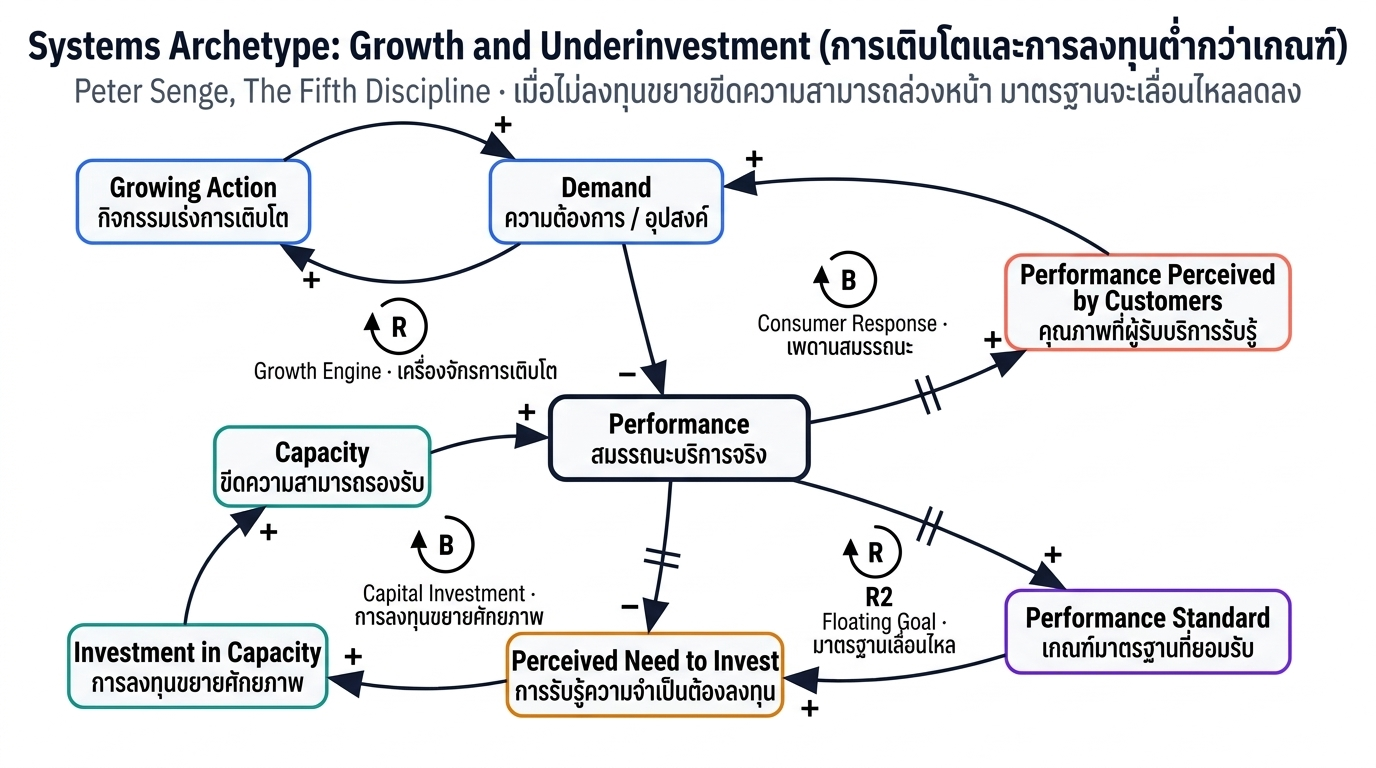 Systems Archetype: Growth and Underinvestment (การเติบโตและการลงทุนต่ำกว่าเกณฑ์)
Peter Senge, The Fifth Discipline · เมื่อไม่ลงทุนขยายขีดความสามารถล่วงหน้า มาตรฐานจะเลื่อนไหลลดลง
+
+
Growing Action
กิจกรรมเร่งการเติบโต
Demand
ความต้องการ / อุปสงค์
+
R
Growth Engine · เครื่องจักรการเติบโต
B
Consumer Response ·
เพดานสมรรถนะ
Performance Perceived
by Customers
คุณภาพที่ผู้รับบริการรับรู้
+
−
+
Performance
สมรรถนะบริการจริง
Capacity
ขีดความสามารถรองรับ
+
B
Capital Investment ·
การลงทุนขยายศักยภาพ
−
R
R2
Floating Goal ·
มาตรฐานเลื่อนไหล
+
Performance Standard
เกณฑ์มาตรฐานที่ยอมรับ
Investment in Capacity
การลงทุนขยายศักยภาพ
+
Perceived Need to Invest
การรับรู้ความจำเป็นต้องลงทุน
+